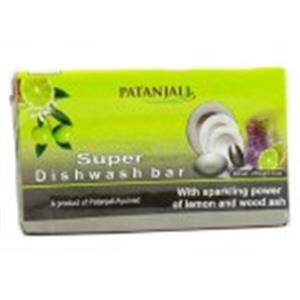 PATANJALI
Super
Dishwash bar
With sparkling power
of lemon and wood ash
A product of Patanjali Ayurved